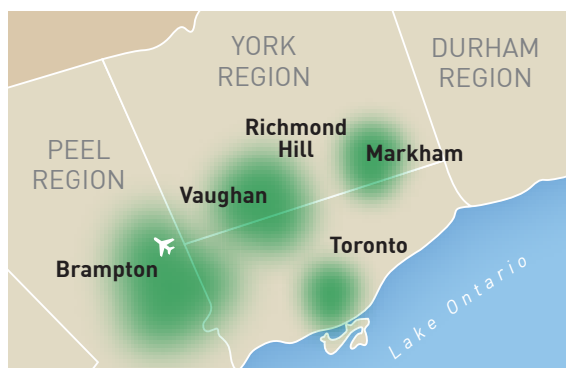 YORK
REGION
DURHAM
REGION
PEEL
REGION
Richmond
Hill
Markham
Vaughan
Toronto
Brampton
Lake Ontario